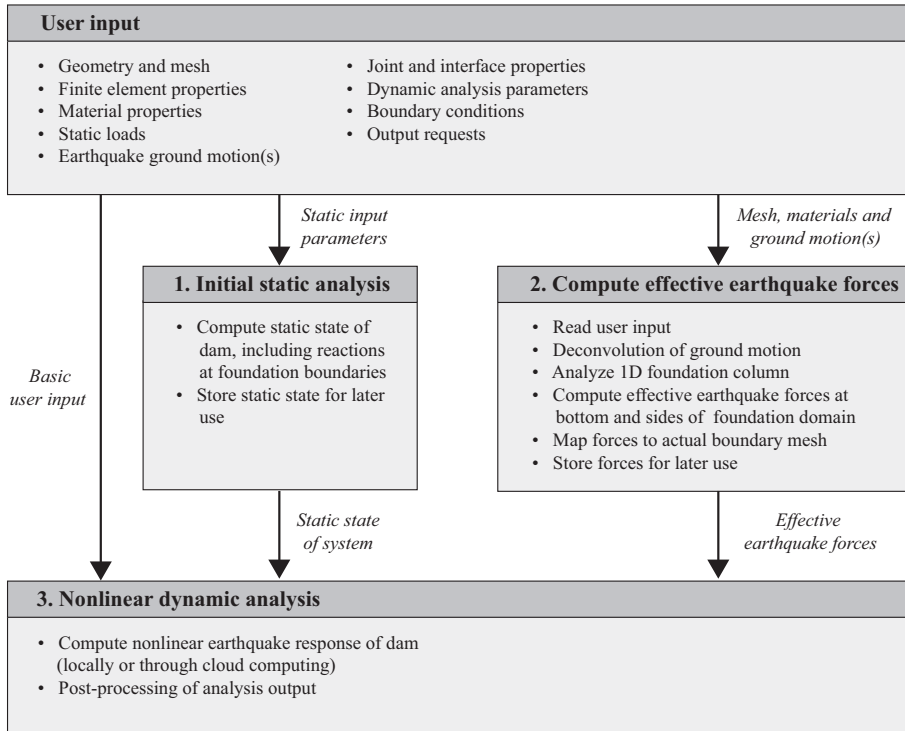 User input
• Geometry and mesh
• Finite element properties
• Material properties
• Static loads
• Earthquake ground motion(s)
• Joint and interface properties
• Dynamic analysis parameters
• Boundary conditions
• Output requests
Static input
parameters
Mesh, materials and
ground motion(s)
Basic
user input
1. Initial static analysis
• Compute static state of
dam, including reactions
at foundation boundaries
• Store static state for later
use
2. Compute effective earthquake forces
• Read user input
• Deconvolution of ground motion
• Analyze 1D foundation column
• Compute effective earthquake forces at
bottom and sides of foundation domain
• Map forces to actual boundary mesh
• Store forces for later use
Static state
of system
Effective
earthquake forces
3. Nonlinear dynamic analysis
• Compute nonlinear earthquake response of dam
(locally or through cloud computing)
• Post-processing of analysis output